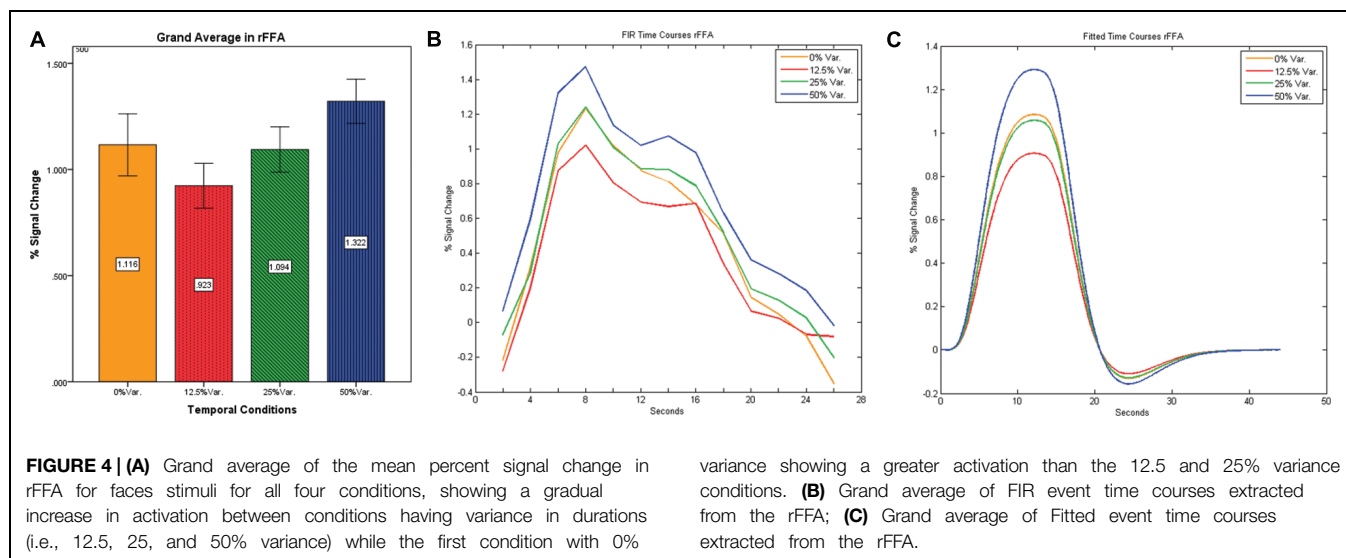 A
Grand Average in rFFA
500
1.500
1.000
.500
.000
% Signal Change
1.116
.923
1.094
1.322
0%Var.
12.5%Var.
25%Var.
50%Var.
Temporal Conditions
B
FIR Time Courses rFFA
1.6
1.4
1.2
1
0.8
0.6
0.4
0.2
0
-0.2
-0.4
% Signal Change
0% Var.
12.5% Var.
25% Var.
50% Var.
0 2 4 6 8 10 12 14 16 18 20 22 24 26 28
Seconds
C
Fitted Time Courses rFFA
1.4
1.2
1
0.8
0.6
0.4
0.2
0
-0.2
% Signal Change
0% Var.
12.5% Var.
25% Var.
50% Var.
0 10 20 30 40 50
Seconds
FIGURE 4 | (A) Grand average of the mean percent signal change in
rFFA for faces stimuli for all four conditions, showing a gradual
increase in activation between conditions having variance in durations
(i.e., 12.5, 25, and 50% variance) while the first condition with 0%
variance showing a greater activation than the 12.5 and 25% variance
conditions. (B) Grand average of FIR event time courses extracted
from the rFFA; (C) Grand average of Fitted event time courses
extracted from the rFFA.